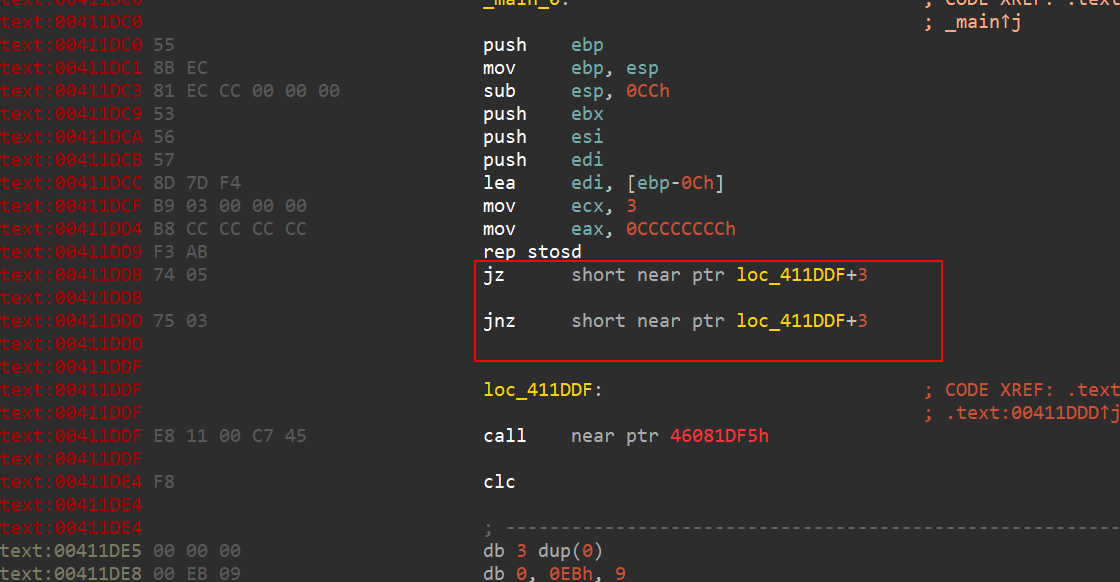 text:00411DC0 _main_0: ; CODE XREF: .text
text:00411DC0 ; _main↑j
text:00411DC0 55 push ebp
text:00411DC1 8B EC mov ebp, esp
text:00411DC3 81 EC CC 00 00 00 sub esp, 0CCh
text:00411DC9 53 push ebx
text:00411DCA 56 push esi
text:00411DCB 57 push edi
text:00411DCC 8D 7D F4 lea edi, [ebp-0Ch]
text:00411DCF B9 03 00 00 00 mov ecx, 3
text:00411DD4 B8 CC CC CC CC mov eax, 0CCCCCCCCh
text:00411DD9 F3 AB rep stosd
text:00411DDB 74 05 jz short near ptr loc_411DDF+3
text:00411DDB
text:00411DDD 75 03 jnz short near ptr loc_411DDF+3
text:00411DDD
text:00411DDF
text:00411DDF loc_411DDF: ; CODE XREF: .text
text:00411DDF ; .text:00411DDD↑j
text:00411DDF E8 11 00 C7 45 call near ptr 46081DF5h
text:00411DDF
text:00411DE4 F8 clc
text:00411DE4
text:00411DE4 ; ---------------------------------------------------------
text:00411DE5 00 00 00 db 3 dup(0)
text:00411DE8 00 EB 09 db 0, 0EBh, 9